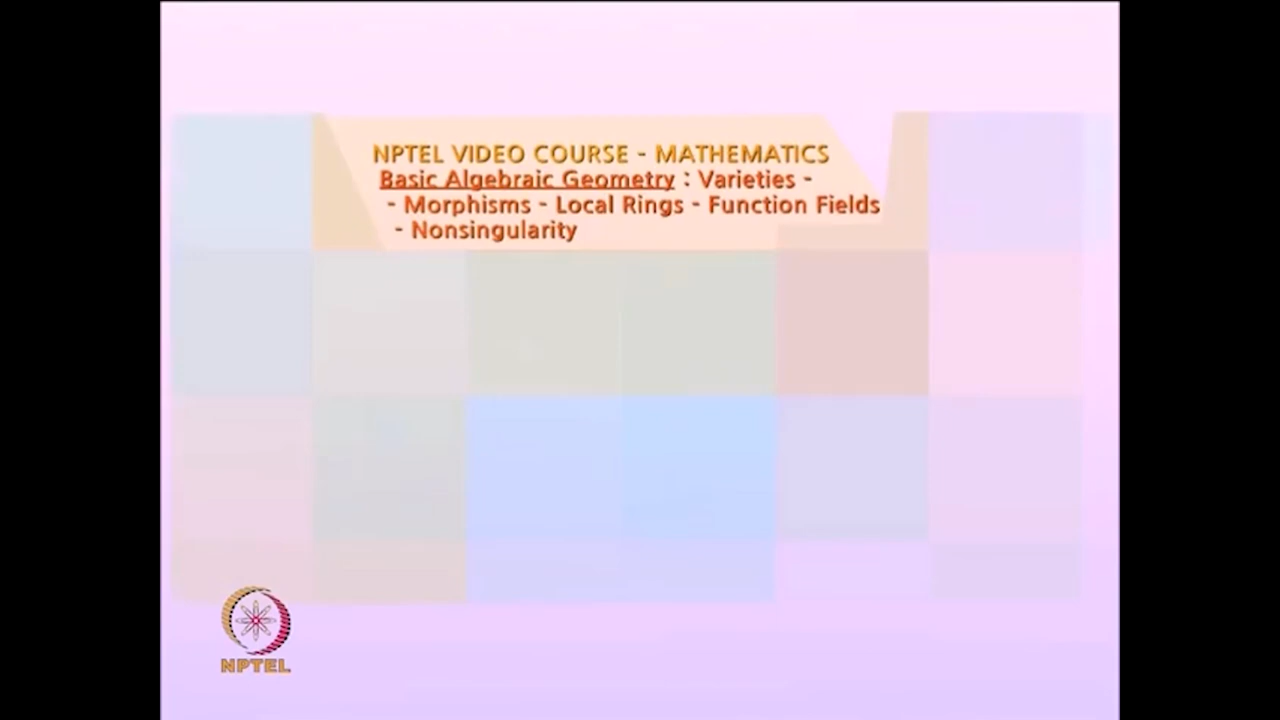 NPTEL VIDEO COURSE - MATHEMATICS
Basic Algebraic Geometry : Varieties -
- Morphisms - Local Rings - Function Fields
- Nonsingularity
NPTEL